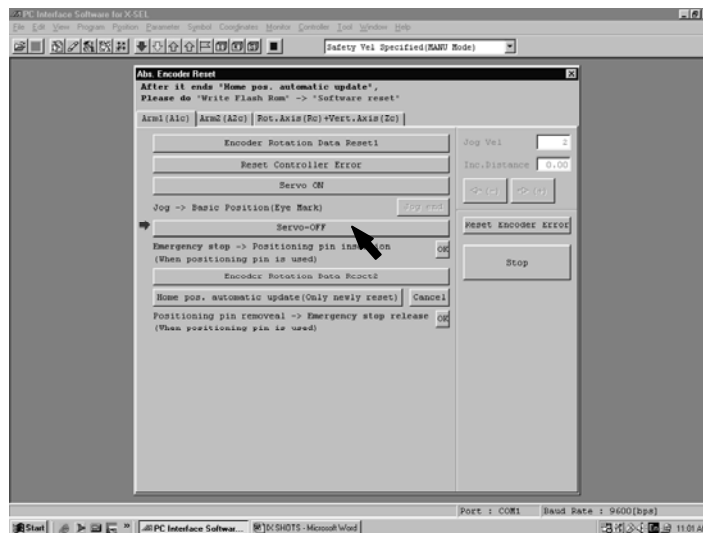 PC Interface Software for X-SEL
File Edit View Program Position Parameter Symbol Coordinates Monitor Controller Tool Window Help
Safety Vel Specified(MANU Mode)
Abs. Encoder Reset
After it ends "Home pos. automatic update",
Please do "Write Flash Rom" -> "Software reset"
Arm1(A1c) Arm2(A2c) Rot.Axis(Rc)+Vert.Axis(Zc)
Encoder Rotation Data Reset1
Jog Vel 2
Reset Controller Error
Inc.Distance 0.00
Servo ON
<-(-) ->(+)
Jog -> Basic Position(Eye Mark) Jog end
Servo-OFF
Reset Encoder Error
Emergency stop -> Positioning pin insertion OK
(When positioning pin is used)
Stop
Encoder Rotation Data Reset2
Home pos. automatic update(Only newly reset) Cancel
Positioning pin removeal -> Emergency stop release OK
(When positioning pin is used)
Port : COM1 Baud Rate : 9600[bps]
Start PC Interface Softwar... IX SHOTS - Microsoft Word En 11:01 A